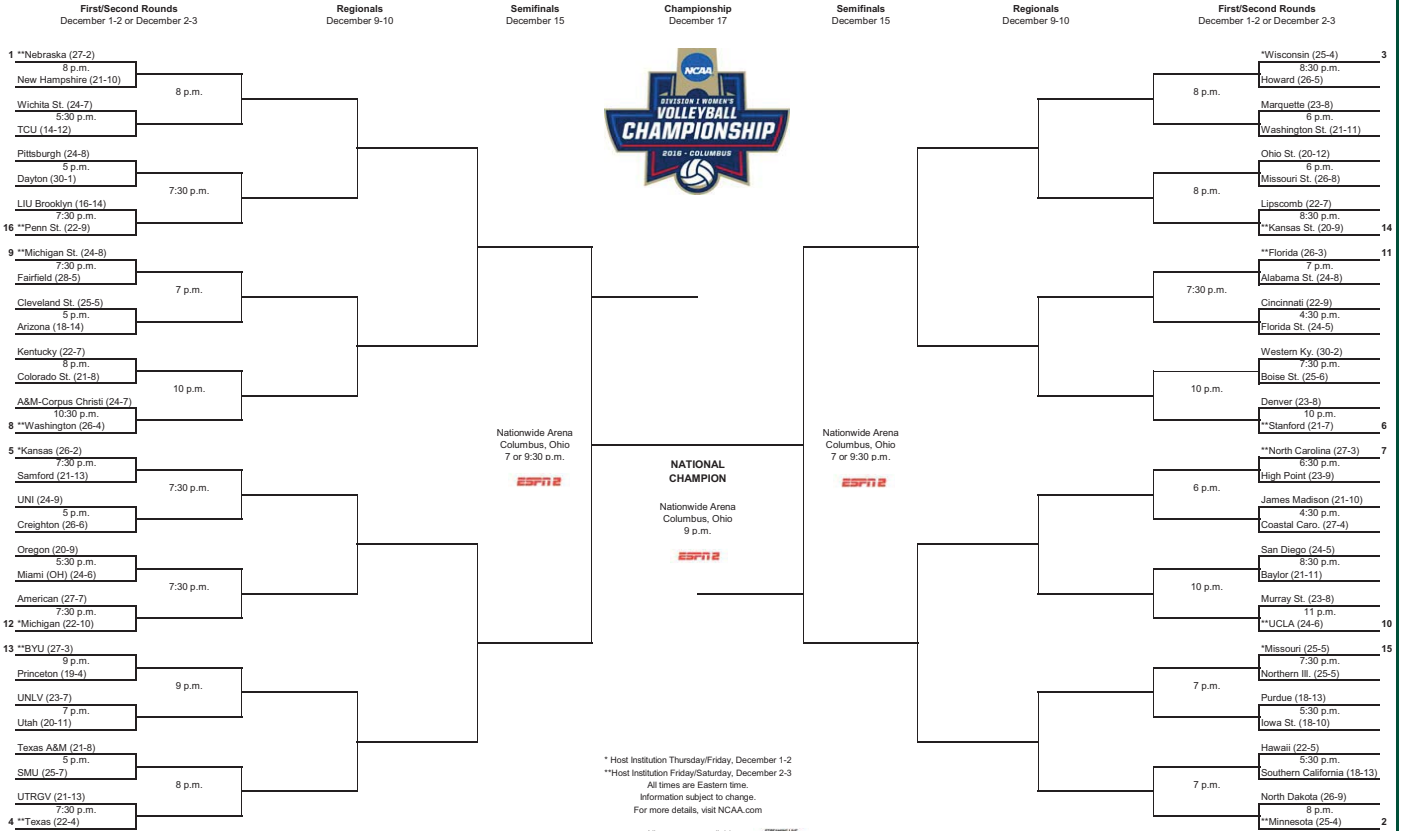 First/Second Rounds
December 1-2 or December 2-3
Regionals
December 9-10
Semifinals
December 15
Championship
December 17
Semifinals
December 15
Regionals
December 9-10
First/Second Rounds
December 1-2 or December 2-3
1 **Nebraska (27-2)
8 p.m.
New Hampshire (21-10)
8 p.m.
Wichita St. (24-7)
5:30 p.m.
TCU (14-12)
Pittsburgh (24-8)
5 p.m.
Dayton (30-1)
7:30 p.m.
LIU Brooklyn (16-14)
7:30 p.m.
16 **Penn St. (22-9)
9 **Michigan St. (24-8)
7:30 p.m.
Fairfield (28-5)
7 p.m.
Cleveland St. (25-5)
5 p.m.
Arizona (18-14)
Kentucky (22-7)
8 p.m.
Colorado St. (21-8)
10 p.m.
A&M-Corpus Christi (24-7)
10:30 p.m.
8 **Washington (26-4)
5 *Kansas (26-2)
7:30 p.m.
Samford (21-13)
7:30 p.m.
UNI (24-9)
5 p.m.
Creighton (26-6)
Oregon (20-9)
5:30 p.m.
Miami (OH) (24-6)
7:30 p.m.
American (27-7)
7:30 p.m.
12 *Michigan (22-10)
13 **BYU (27-3)
9 p.m.
Princeton (19-4)
9 p.m.
UNLV (23-7)
7 p.m.
Utah (20-11)
Texas A&M (21-8)
5 p.m.
SMU (25-7)
8 p.m.
UTRGV (21-13)
7:30 p.m.
4 **Texas (22-4)
Nationwide Arena
Columbus, Ohio
7 or 9:30 p.m.
ESPN2
NCAA
DIVISION I WOMEN'S
VOLLEYBALL
CHAMPIONSHIP
2016 - COLUMBUS
NATIONAL
CHAMPION
Nationwide Arena
Columbus, Ohio
9 p.m.
ESPN2
* Host Institution Thursday/Friday, December 1-2
**Host Institution Friday/Saturday, December 2-3
All times are Eastern time.
Information subject to change.
For more details, visit NCAA.com
Nationwide Arena
Columbus, Ohio
7 or 9:30 p.m.
ESPN2
*Wisconsin (25-4) 3
8:30 p.m.
Howard (26-5)
8 p.m.
Marquette (23-8)
6 p.m.
Washington St. (21-11)
Ohio St. (20-12)
6 p.m.
Missouri St. (26-8)
8 p.m.
Lipscomb (22-7)
8:30 p.m.
**Kansas St. (20-9) 14
**Florida (26-3) 11
7 p.m.
Alabama St. (24-8)
7:30 p.m.
Cincinnati (22-9)
4:30 p.m.
Florida St. (24-5)
Western Ky. (30-2)
7:30 p.m.
Boise St. (25-6)
10 p.m.
Denver (23-8)
10 p.m.
**Stanford (21-7) 6
**North Carolina (27-3) 7
6:30 p.m.
High Point (23-9)
6 p.m.
James Madison (21-10)
4:30 p.m.
Coastal Caro. (27-4)
San Diego (24-5)
8:30 p.m.
Baylor (21-11)
10 p.m.
Murray St. (23-8)
11 p.m.
**UCLA (24-6) 10
*Missouri (25-5) 15
7:30 p.m.
Northern Ill. (25-5)
7 p.m.
Purdue (18-13)
5:30 p.m.
Iowa St. (18-10)
Hawaii (22-5)
5:30 p.m.
Southern California (18-13)
7 p.m.
North Dakota (26-9)
8 p.m.
**Minnesota (25-4) 2